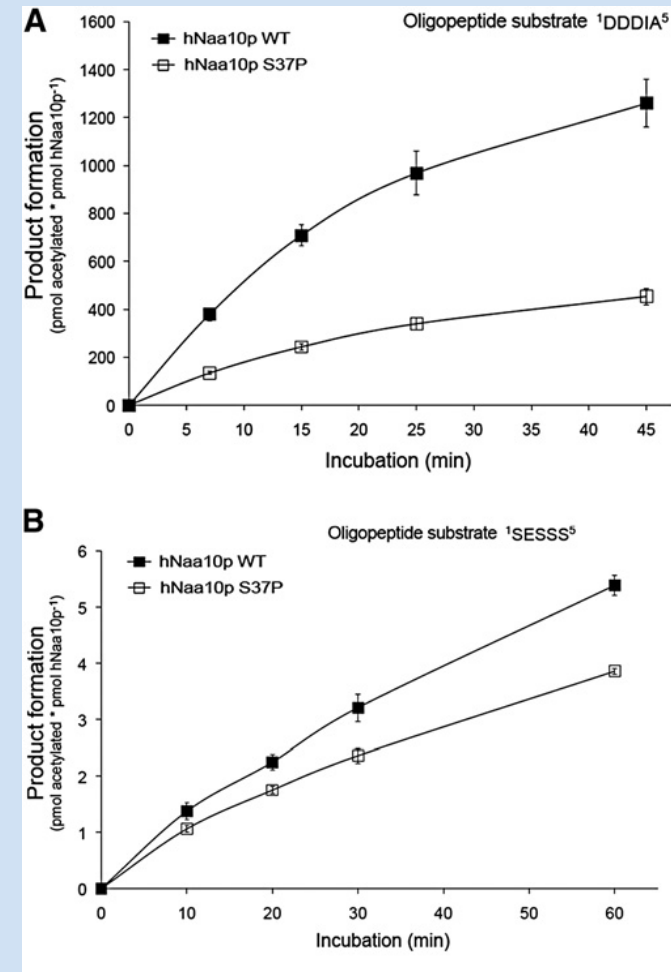 A
Oligopeptide substrate ¹DDDIA⁵
hNaa10p WT
hNaa10p S37P
Product formation
(pmol acetylated * pmol hNaa10p⁻¹)
1600
1400
1200
1000
800
600
400
200
0
0 5 10 15 20 25 30 35 40 45
Incubation (min)
B
Oligopeptide substrate ¹SESSS⁵
hNaa10p WT
hNaa10p S37P
Product formation
(pmol acetylated * pmol hNaa10p⁻¹)
6
5
4
3
2
1
0
0 10 20 30 40 50 60
Incubation (min)